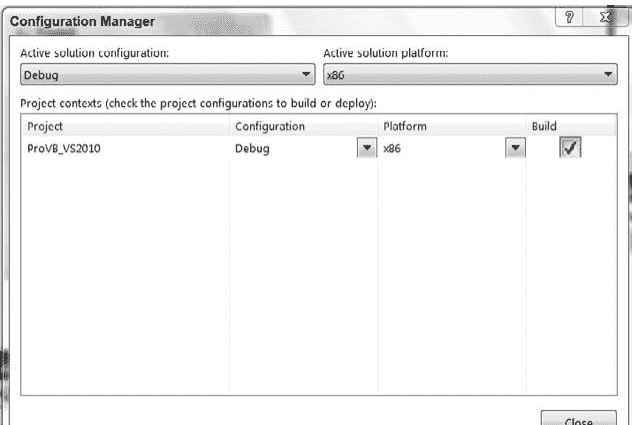 Configuration Manager
Active solution configuration: Active solution platform:
Debug x86
Project contexts (check the project configurations to build or deploy):
Project Configuration Platform Build
ProVB_VS2010 Debug x86
Close